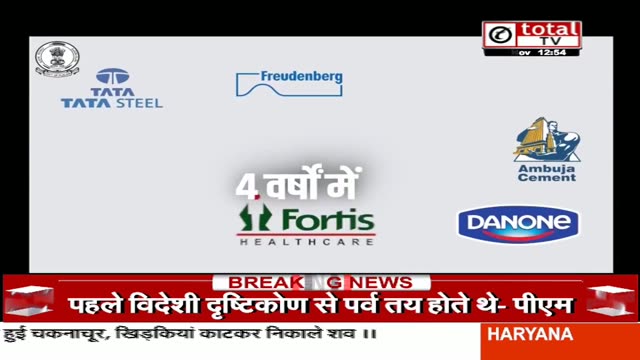 total
TV
Nov 12:54
TATA
TATA STEEL
Freudenberg
Ambuja
Cement
4 वर्षों में
Fortis
HEALTHCARE
DANONE
BREAKING NEWS
पहले विदेशी दृष्टिकोण से पर्व तय होते थे- पीएम
हुई चकनाचूर, खिड़कियां काटकर निकाले शव ।।
HARYANA